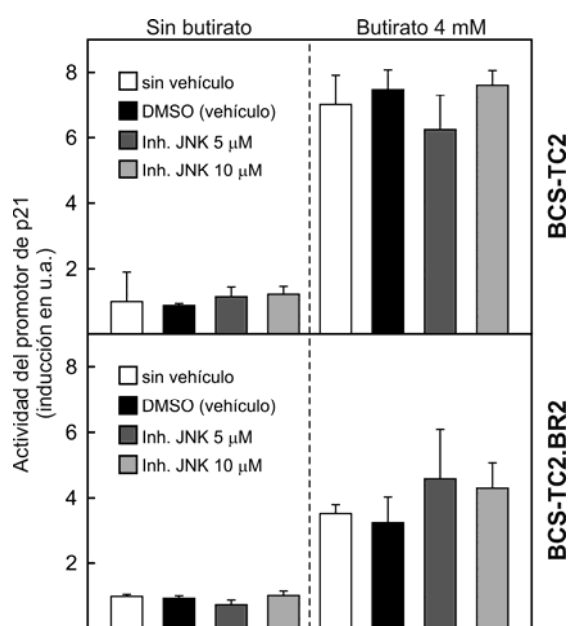 Sin butirato
Butirato 4 mM
8
6
4
2
sin vehículo
DMSO (vehículo)
Inh. JNK 5 μM
Inh. JNK 10 μM
BCS-TC2
Actividad del promotor de p21
(inducción en u.a.)
8
6
4
2
sin vehículo
DMSO (vehículo)
Inh. JNK 5 μM
Inh. JNK 10 μM
BCS-TC2.BR2